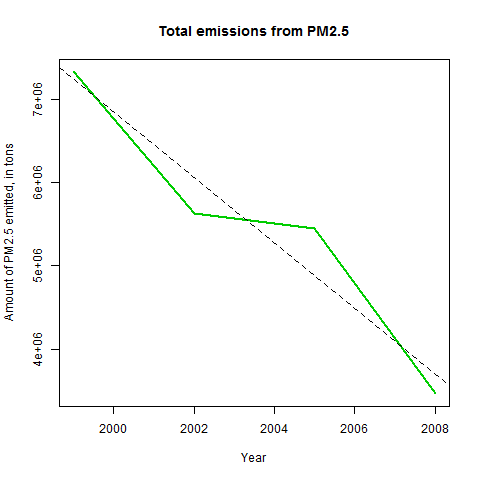 Total emissions from PM2.5
Amount of PM2.5 emitted, in tons
7e+06
6e+06
5e+06
4e+06
2000 2002 2004 2006 2008
Year